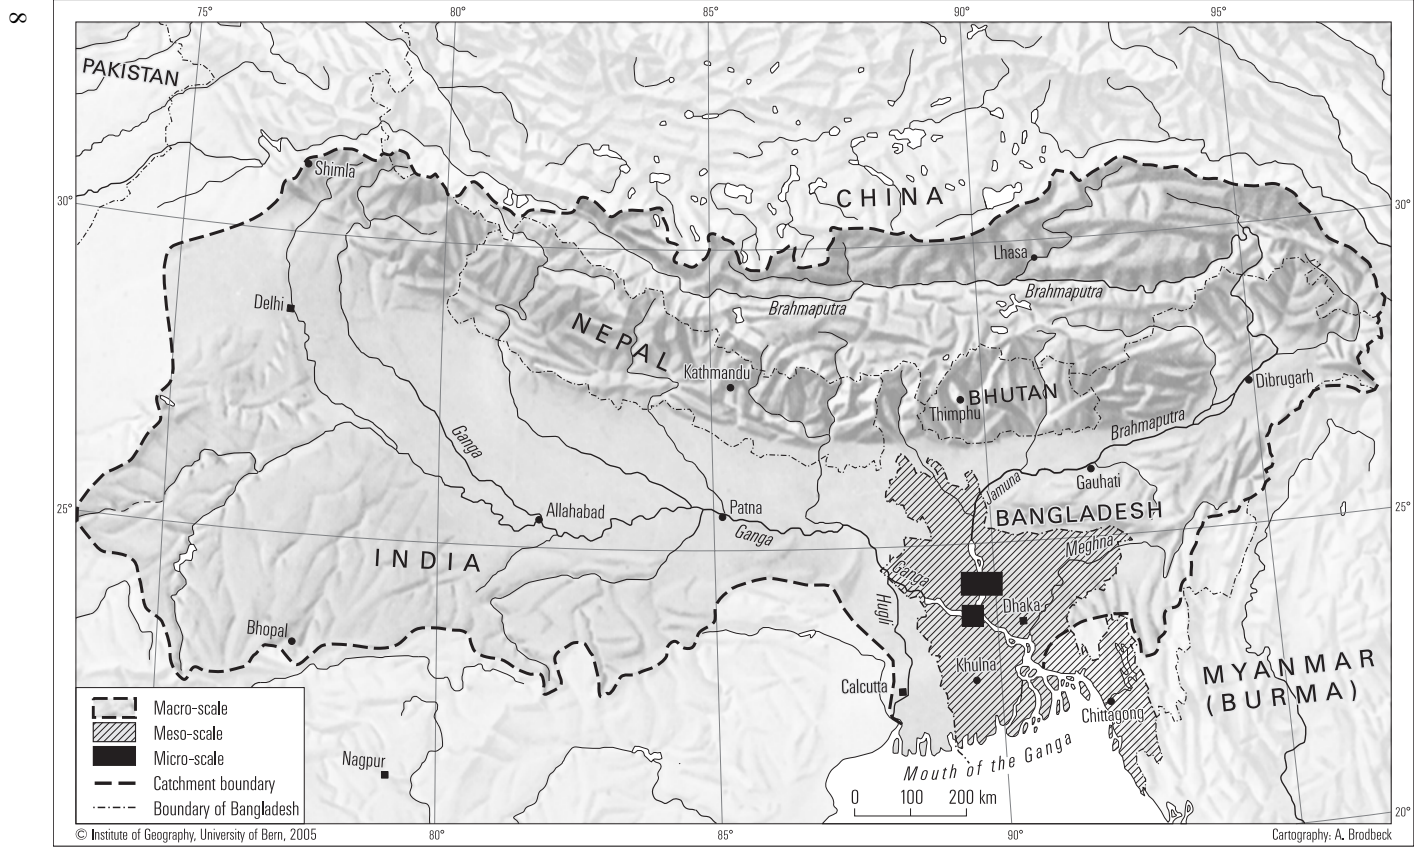 8
75°
80°
85°
90°
95°
PAKISTAN
Shimla
CHINA
30°
30°
Lhasa
Delhi
Brahmaputra
Brahmaputra
NEPAL
Kathmandu
BHUTAN
Thimphu
Dibrugarh
Brahmaputra
Ganga
Gauhati
Jamuna
25°
25°
Allahabad
Patna
BANGLADESH
Ganga
Meghna
INDIA
Ganga
Hugli
Dhaka
Bhopal
Khulna
MYANMAR
(BURMA)
Calcutta
Chittagong
Macro-scale
Meso-scale
Micro-scale
Catchment boundary
Boundary of Bangladesh
Nagpur
Mouth of the Ganga
0 100 200 km
20°
80°
85°
90°
© Institute of Geography, University of Bern, 2005
Cartography: A. Brodbeck